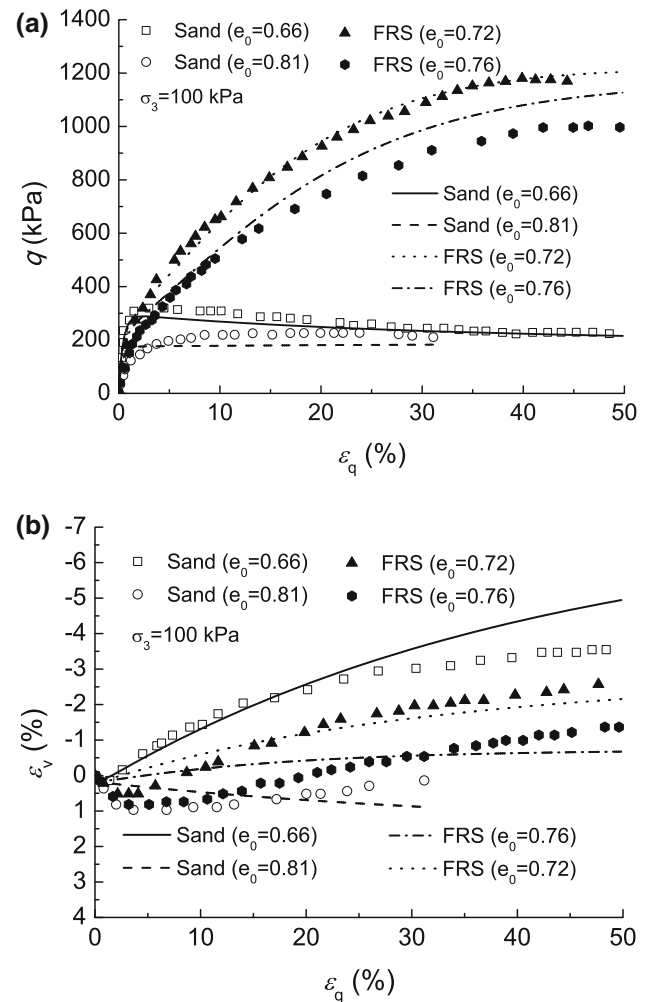 (a)
Sand (e₀=0.66)
FRS (e₀=0.72)
Sand (e₀=0.81)
FRS (e₀=0.76)
σ₃=100 kPa
1400
1200
1000
800
600
400
200
0
q (kPa)
Sand (e₀=0.66)
Sand (e₀=0.81)
FRS (e₀=0.72)
FRS (e₀=0.76)
0 10 20 30 40 50
εq (%)
(b)
-7
-6
-5
-4
-3
-2
-1
0
1
2
3
4
εv (%)
Sand (e₀=0.66)
FRS (e₀=0.72)
Sand (e₀=0.81)
FRS (e₀=0.76)
σ₃=100 kPa
Sand (e₀=0.66)
FRS (e₀=0.76)
Sand (e₀=0.81)
FRS (e₀=0.72)
0 10 20 30 40 50
εq (%)